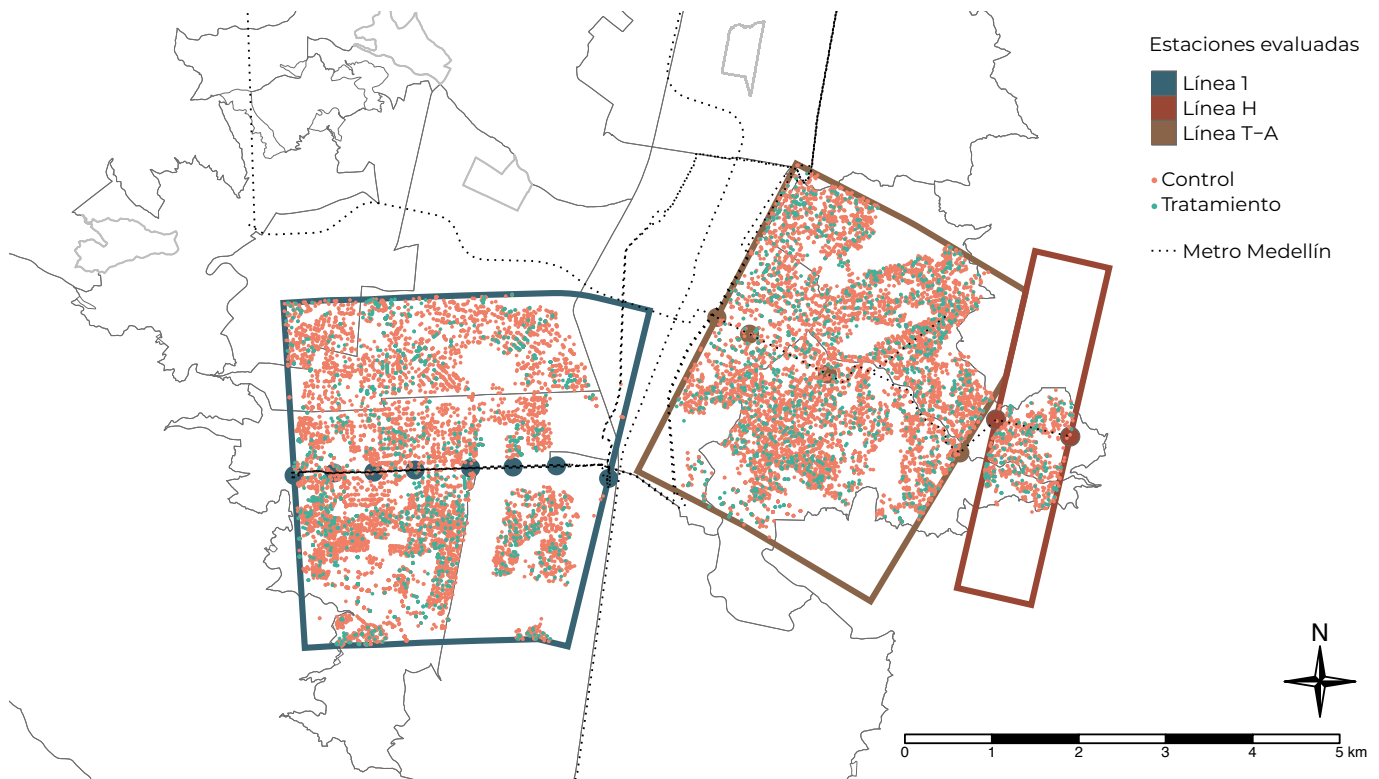 Estaciones evaluadas
Línea 1
Línea H
Línea T−A
Control
Tratamiento
Metro Medellín
N
0 1 2 3 4 5 km